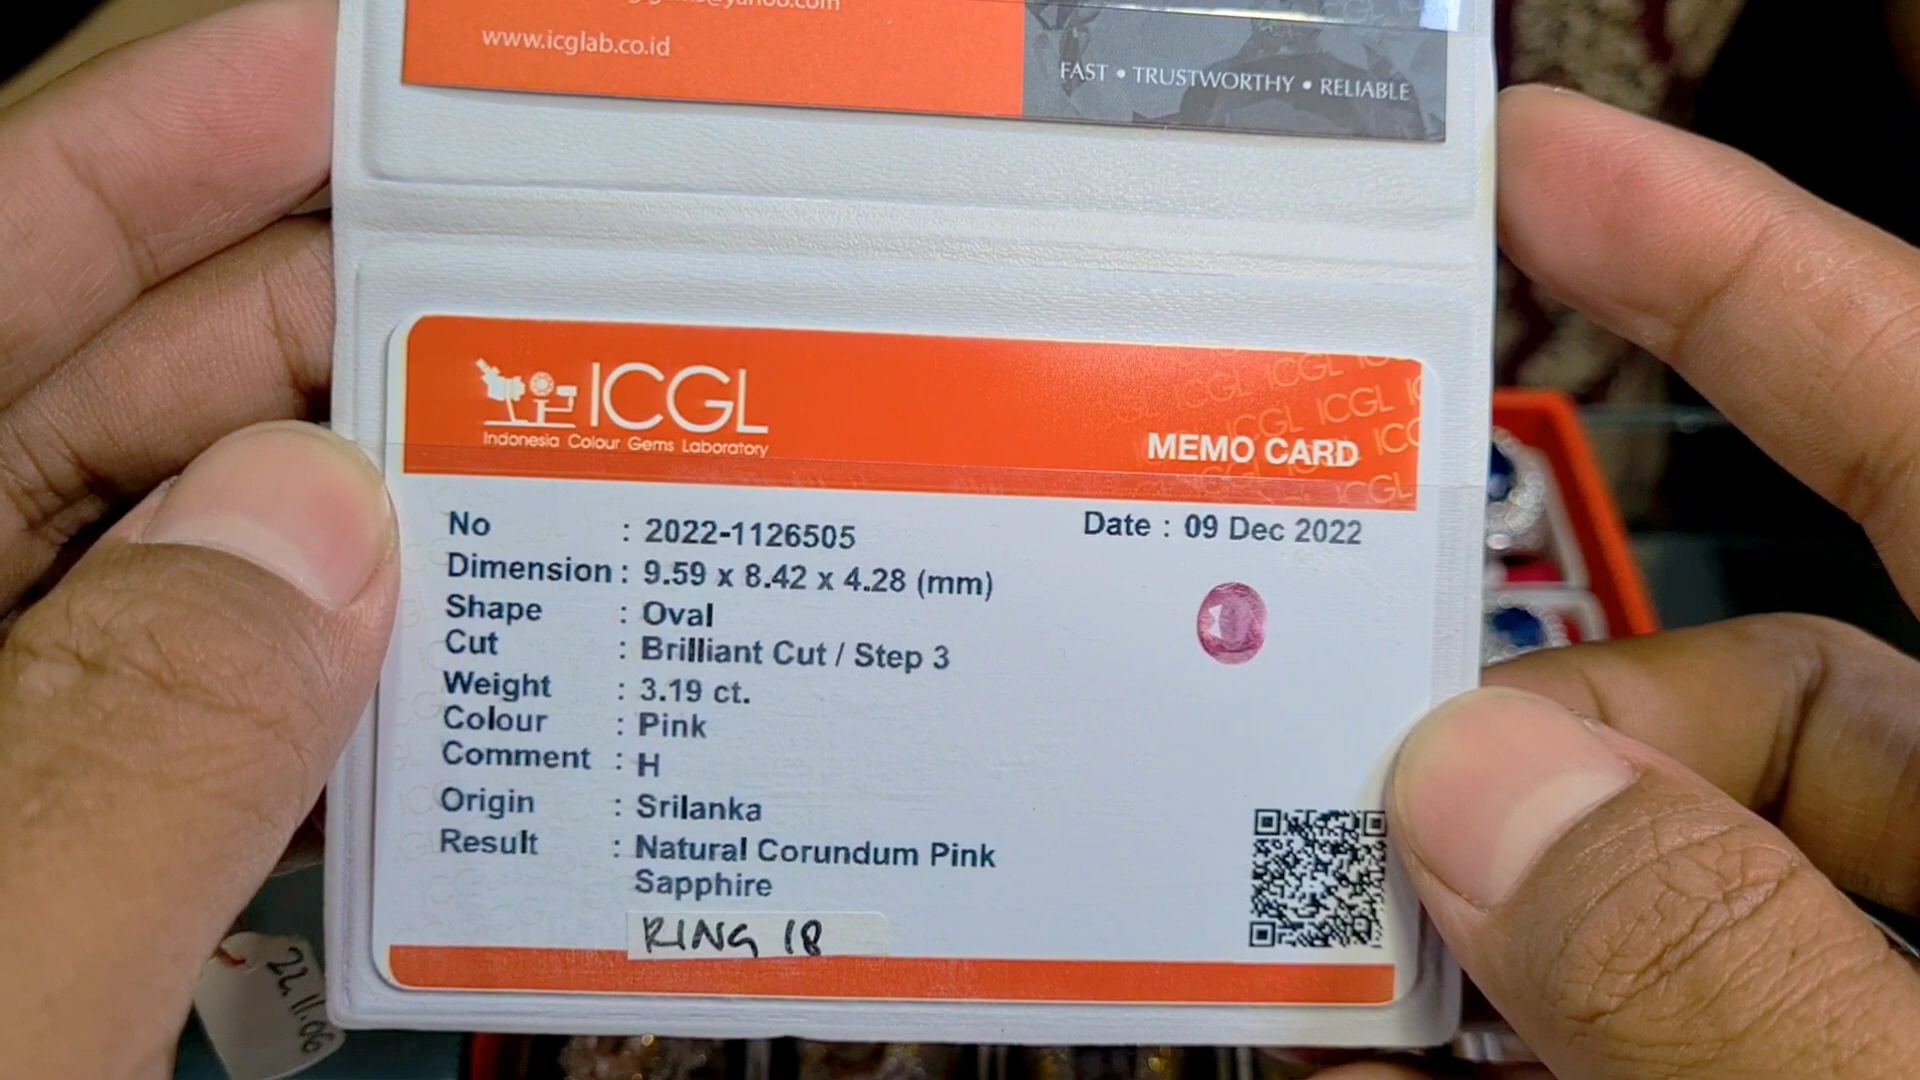 www.icglab.co.id
FAST • TRUSTWORTHY • RELIABLE
ICGL
Indonesia Colour Gems Laboratory
MEMO CARD
No : 2022-1126505
Date : 09 Dec 2022
Dimension : 9.59 x 8.42 x 4.28 (mm)
Shape : Oval
Cut : Brilliant Cut / Step 3
Weight : 3.19 ct.
Colour : Pink
Comment : H
Origin : Srilanka
Result : Natural Corundum Pink
Sapphire
RING 18
22.11.06